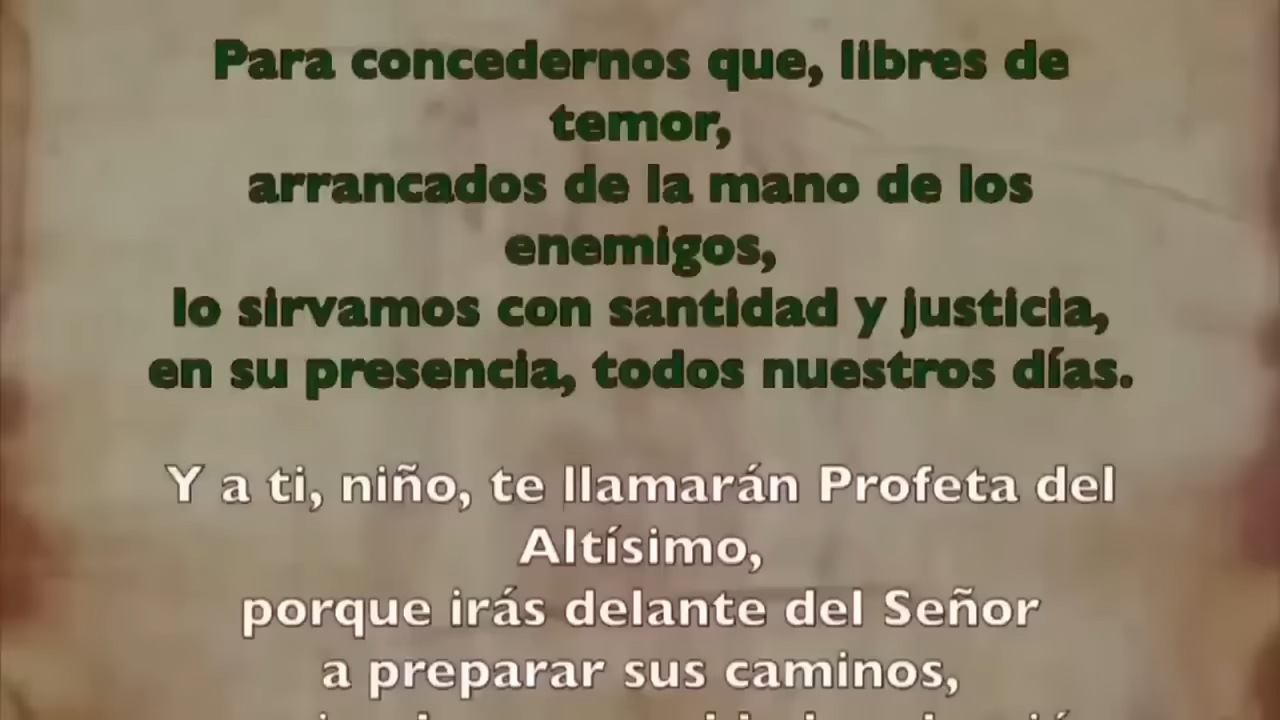 Para concedernos que, libres de
temor,
arrancados de la mano de los
enemigos,
lo sirvamos con santidad y justicia,
en su presencia, todos nuestros días.
Y a ti, niño, te llamarán Profeta del
Altísimo,
porque irás delante del Señor
a preparar sus caminos,